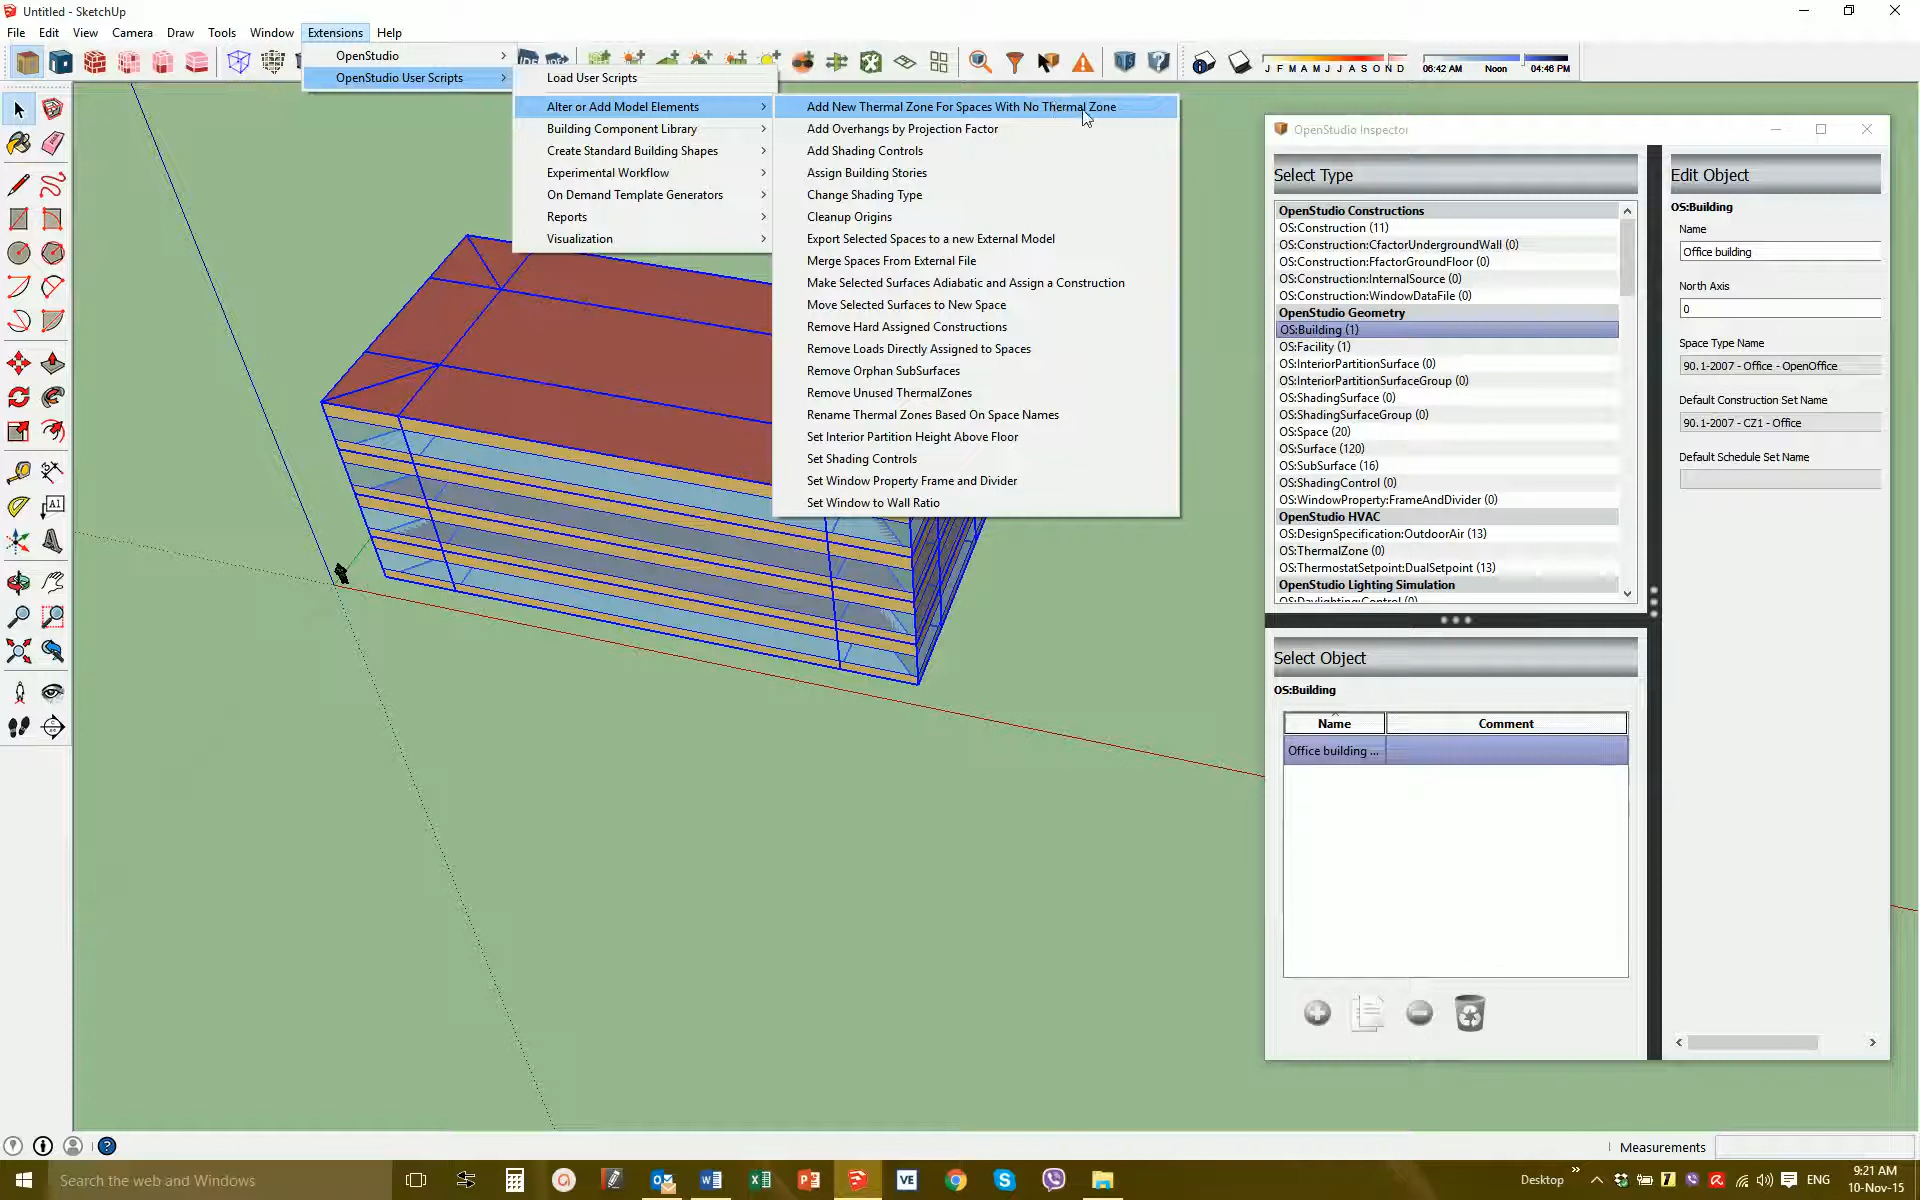 Untitled - SketchUp
File Edit View Camera Draw Tools Window Extensions Help
OpenStudio
OpenStudio User Scripts
Load User Scripts
Alter or Add Model Elements
Building Component Library
Create Standard Building Shapes
Experimental Workflow
On Demand Template Generators
Reports
Visualization
Add New Thermal Zone For Spaces With No Thermal Zone
Add Overhangs by Projection Factor
Add Shading Controls
Assign Building Stories
Change Shading Type
Cleanup Origins
Export Selected Spaces to a new External Model
Merge Spaces From External File
Make Selected Surfaces Adiabatic and Assign a Construction
Move Selected Surfaces to New Space
Remove Hard Assigned Constructions
Remove Loads Directly Assigned to Spaces
Remove Orphan SubSurfaces
Remove Unused ThermalZones
Rename Thermal Zones Based On Space Names
Set Interior Partition Height Above Floor
Set Shading Controls
Set Window Property Frame and Divider
Set Window to Wall Ratio
J F M A M J J A S O N D
06:42 AM Noon 04:46 PM
OpenStudio Inspector
Select Type
OpenStudio Constructions
OS:Construction (11)
OS:Construction:CfactorUndergroundWall (0)
OS:Construction:FfactorGroundFloor (0)
OS:Construction:InternalSource (0)
OS:Construction:WindowDataFile (0)
OpenStudio Geometry
OS:Building (1)
OS:Facility (1)
OS:InteriorPartitionSurface (0)
OS:InteriorPartitionSurfaceGroup (0)
OS:ShadingSurface (0)
OS:ShadingSurfaceGroup (0)
OS:Space (20)
OS:Surface (120)
OS:SubSurface (16)
OS:ShadingControl (0)
OS:WindowProperty:FrameAndDivider (0)
OpenStudio HVAC
OS:DesignSpecification:OutdoorAir (13)
OS:ThermalZone (0)
OS:ThermostatSetpoint:DualSetpoint (13)
OpenStudio Lighting Simulation
OS:Daylighting:Control (0)
Select Object
OS:Building
Name Comment
Office building ...
Edit Object
OS:Building
Name
Office building
North Axis
0
Space Type Name
90.1-2007 - Office - OpenOffice
Default Construction Set Name
90.1-2007 - CZ1 - Office
Default Schedule Set Name
Measurements
Search the web and Windows
VE
Desktop
ENG
9:21 AM
10-Nov-15